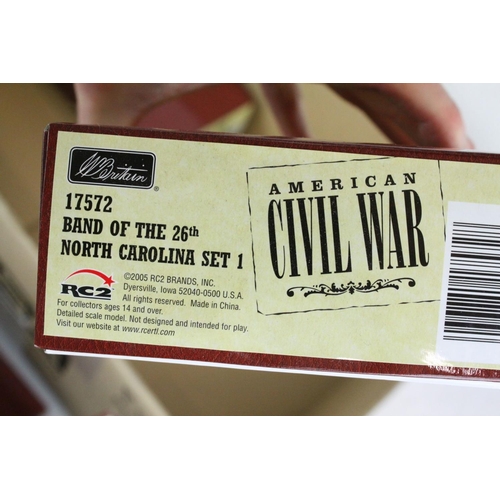 W. Britain
17572
BAND OF THE 26th
NORTH CAROLINA SET 1
AMERICAN
CIVIL WAR
RC2
©2005 RC2 BRANDS, INC.
Dyersville, Iowa 52040-0500 U.S.A.
All rights reserved. Made in China.
For collectors ages 14 and over.
Detailed scale model. Not designed and intended for play.
Visit our website at www.rcertl.com